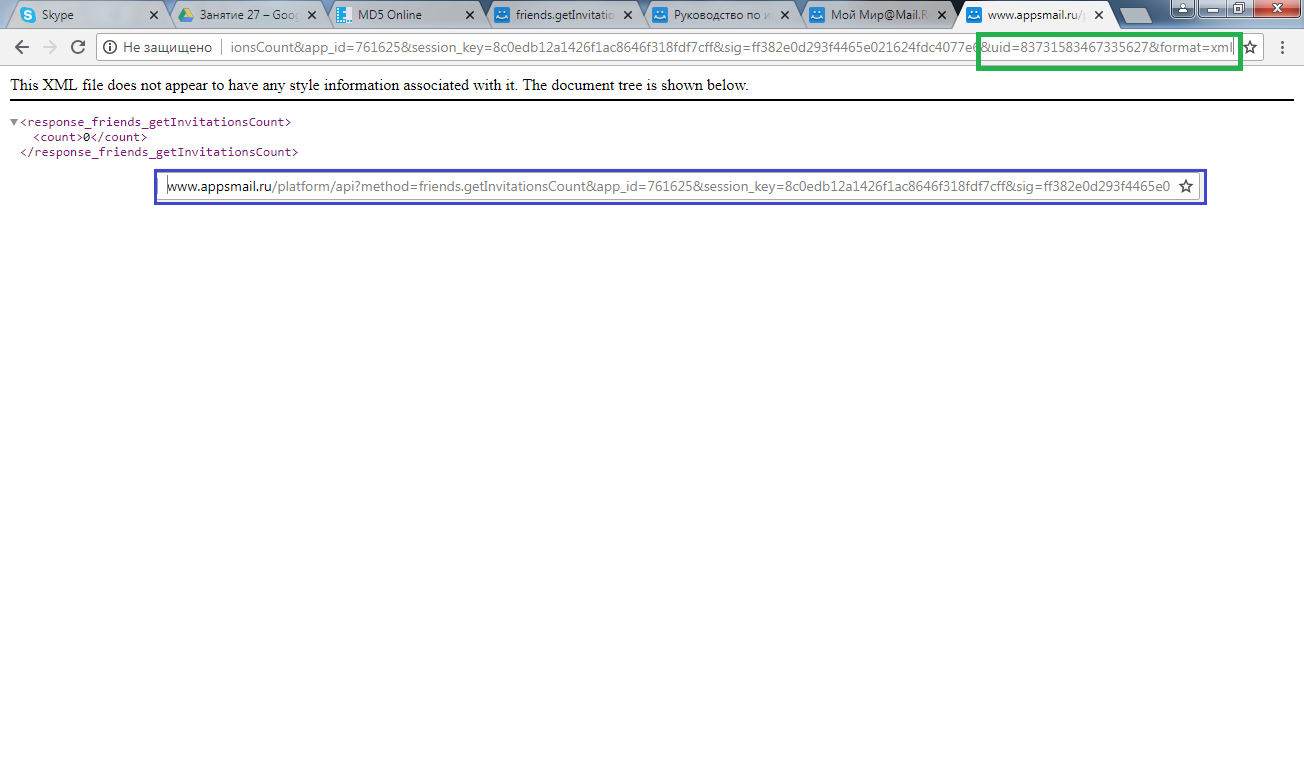 Skype
Занятие 27 – Goo
MD5 Online
friends.getInvitatio
Руководство по и
Мой Мир@Mail.R
www.appsmail.ru/p
Не защищено
ionsCount&app_id=761625&session_key=8c0edb12a1426f1ac8646f318fdf7cff&sig=ff382e0d293f4465e021624fdc4077e6&uid=83731583467335627&format=xml
This XML file does not appear to have any style information associated with it. The document tree is shown below.
<response_friends_getInvitationsCount>
<count>0</count>
</response_friends_getInvitationsCount>
www.appsmail.ru/platform/api?method=friends.getInvitationsCount&app_id=761625&session_key=8c0edb12a1426f1ac8646f318fdf7cff&sig=ff382e0d293f4465e0